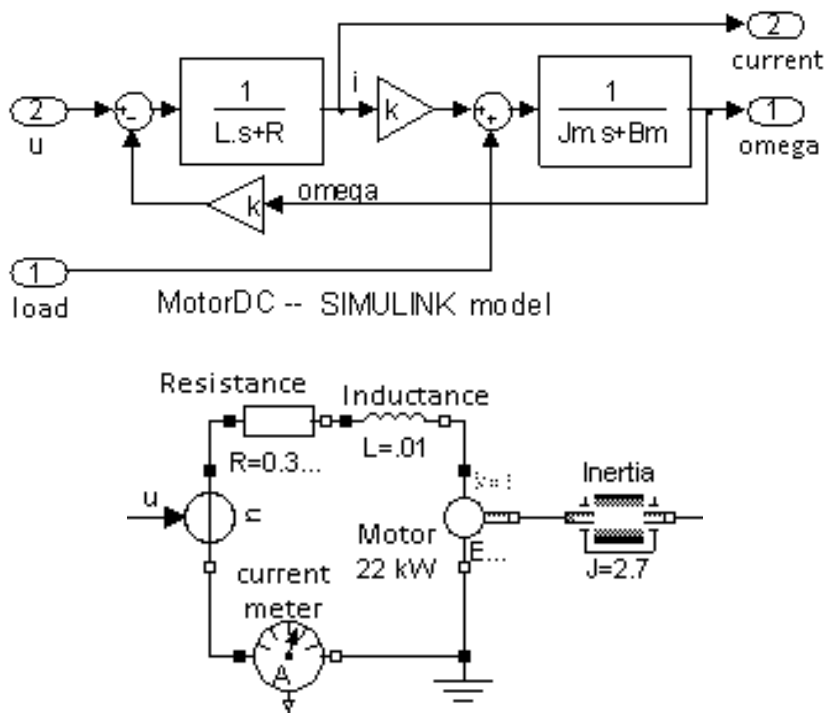 2
current
1
L.s+R
i
k
+
-
2
u
+
+
1
Jm.s+Bm
1
omega
k
omega
1
load
MotorDC -- SIMULINK model
Resistance
Inductance
R=0.3...
L=.01
u
Inertia
Motor
22 kW
E...
J=2.7
current
meter
A